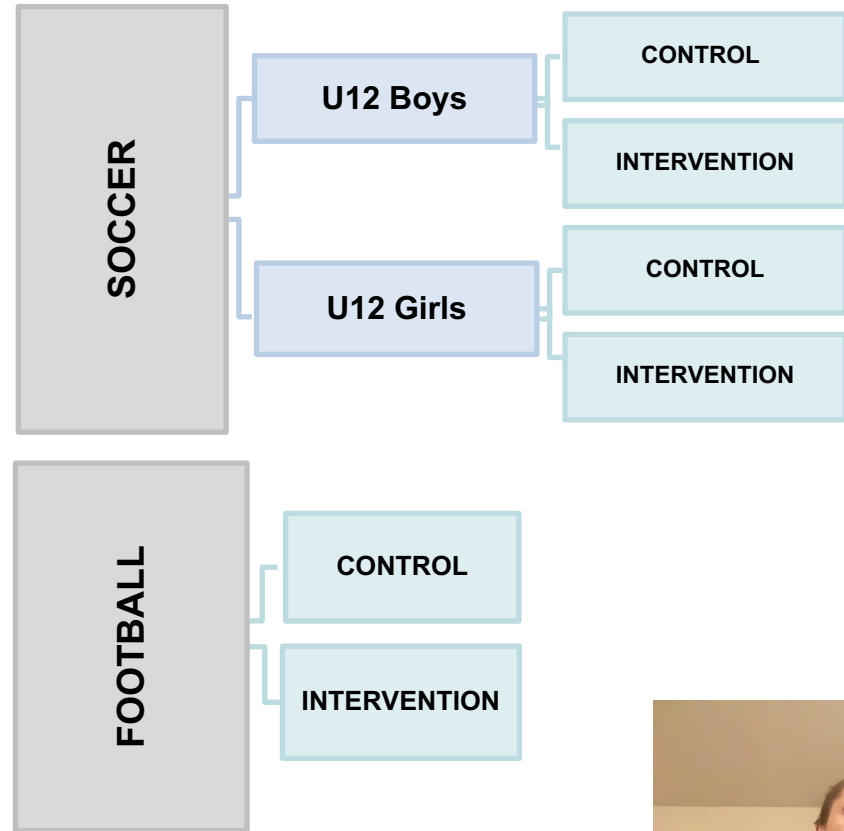 SOCCER
U12 Boys
CONTROL
INTERVENTION
U12 Girls
CONTROL
INTERVENTION
FOOTBALL
CONTROL
INTERVENTION